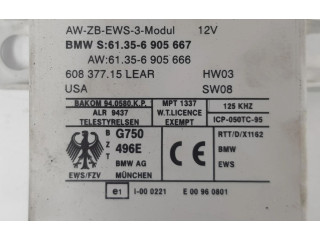 AW-ZB-EWS-3-Modul 12V
BMW S:61.35-6 905 667
AW:61.35-6 905 666
608 377.15 LEAR HW03
USA SW08
BAKOM 94.0580.K.P. MPT 1337 125 KHZ
ALR 9437 W.T.LICENCE ICP-050TC-95
TELESTYRELSEN EXEMPT
B G750 CE RTT/D/X1162
Z 496E BMW
T BMW AG EWS
EWS/FZV MÜNCHEN
e1 I-00 0221 E 00 96 0801